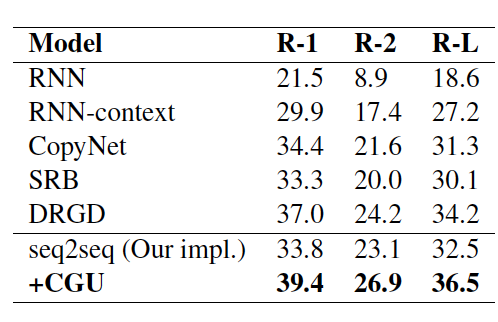 Model R-1 R-2 R-L
RNN 21.5 8.9 18.6
RNN-context 29.9 17.4 27.2
CopyNet 34.4 21.6 31.3
SRB 33.3 20.0 30.1
DRGD 37.0 24.2 34.2
seq2seq (Our impl.) 33.8 23.1 32.5
+CGU 39.4 26.9 36.5